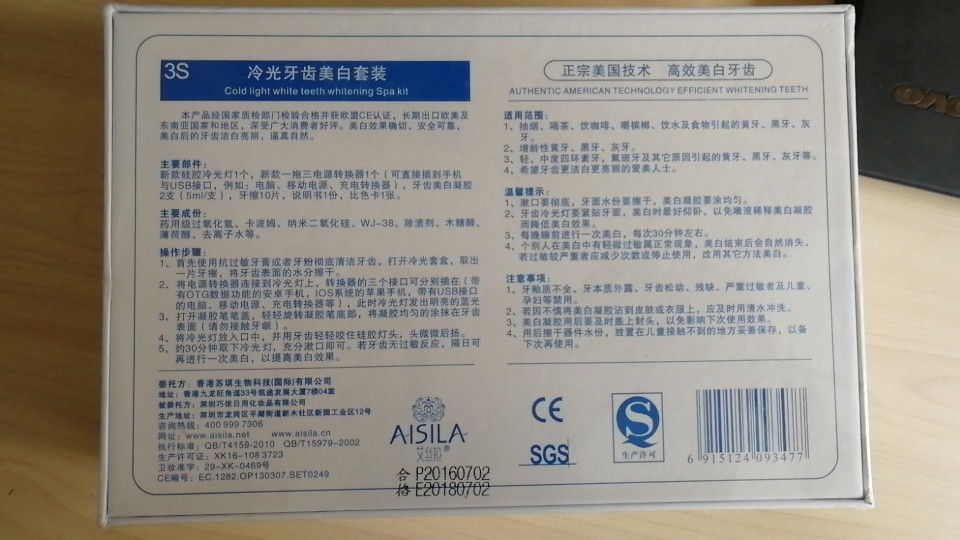 3S 冷光牙齿美白套装
Cold light white teeth whitening Spa kit
本产品经国家质检部门检验合格并获欧盟CE认证，长期出口欧美及
东南亚国家和地区，深受广大消费者好评。美白效果确切，安全可靠，
美白后的牙齿洁白亮丽，逼真自然。
主要部件：
新款硅胶冷光灯1个，新款一拖三电源转换器1个（可直接插到手机
与USB接口，例如：电脑、移动电源、充电转换器），牙齿美白凝胶
2支（5ml/支），牙擦10片，说明书1份，比色卡1张。
主要成份：
药用级过氧化氢、卡波姆、纳米二氧化硅、WJ-38、除渍剂、木糖醇、
薄荷醇、去离子水等。
操作步骤：
1、首先使用抗过敏牙膏或者牙粉彻底清洁牙齿，打开冷光套盒，取出
一片牙擦，将牙齿表面的水分擦干。
2、将电源转换器连接到冷光灯上，转换器的三个接口可分别插在（带
有OTG数据功能的安卓手机，IOS系统的苹果手机，带有USB接口
的电脑、移动电源、充电转换器等），此时冷光灯发出明亮的蓝光
3、打开凝胶笔笔盖，轻轻旋转凝胶笔底部，将凝胶均匀的涂抹在牙齿
表面（请勿接触牙龈）。
4、将冷光灯放入口中，并用牙齿轻轻咬住硅胶灯头，头微微后扬。
5、约30分钟取下冷光灯，充分漱口即可。若牙齿无过敏反应，隔日可
再进行一次美白，以提高美白效果。
委托方：香港苏琪生物科技(国际)有限公司
地址：香港九龙旺角道33号凯途发展大厦7楼04室
被委托方：深圳巧倍日用化妆品有限公司
生产地址：深圳市龙岗区平湖街道新木社区新园工业区12号
咨询热线：400 999 7306
网址：www.aisila.net www.aisila.cn
执行标准：QB/T4159-2010 QB/T15979-2002
生产许可证：XK16-108 3723
卫妆准字：29-XK-0469号
CE编号：EC.1282.OP130307.SET0249
AISILA
艾丝拉®
合 P20160702
格 E20180702
正宗美国技术 高效美白牙齿
AUTHENTIC AMERICAN TECHNOLOGY EFFICIENT WHITENING TEETH
适用范围：
1、抽烟、喝茶、饮咖啡、嚼槟榔、饮水及食物引起的黄牙、黑牙、灰
牙。
2、增龄性黄牙、黑牙、灰牙。
3、轻、中度四环素牙，氟斑牙及其它原因引起的黄牙、黑牙、灰牙等。
4、希望牙齿更洁白更亮丽的爱美人士。
温馨提示：
1、漱口要彻底，牙面水份要擦干，美白凝胶要涂均匀。
2、牙齿冷光灯要紧贴牙面，美白时最好仰卧，以免唾液稀释美白凝胶
而降低美白效果。
3、每晚睡前进行一次美白，每次30分钟左右。
4、个别人在美白中有轻微过敏属正常现象，美白结束后会自然消失，
若过敏较严重者应减少次数或停止使用，改用其它方法美白。
注意事项：
1、牙釉质不全、牙本质外露、牙齿松动、残缺、严重过敏者及儿童、
孕妇等禁用。
2、若因不慎将美白凝胶沾到皮肤或衣服上，应及时用清水冲洗。
3、美白凝胶用后要及时盖上封头，以免影响下次使用效果。
4、用后擦干器件水份，放置在儿童接触不到的地方妥善保存，以备
下次再使用。
CE
SGS
QS
生产许可
6 915124 093477
OVO